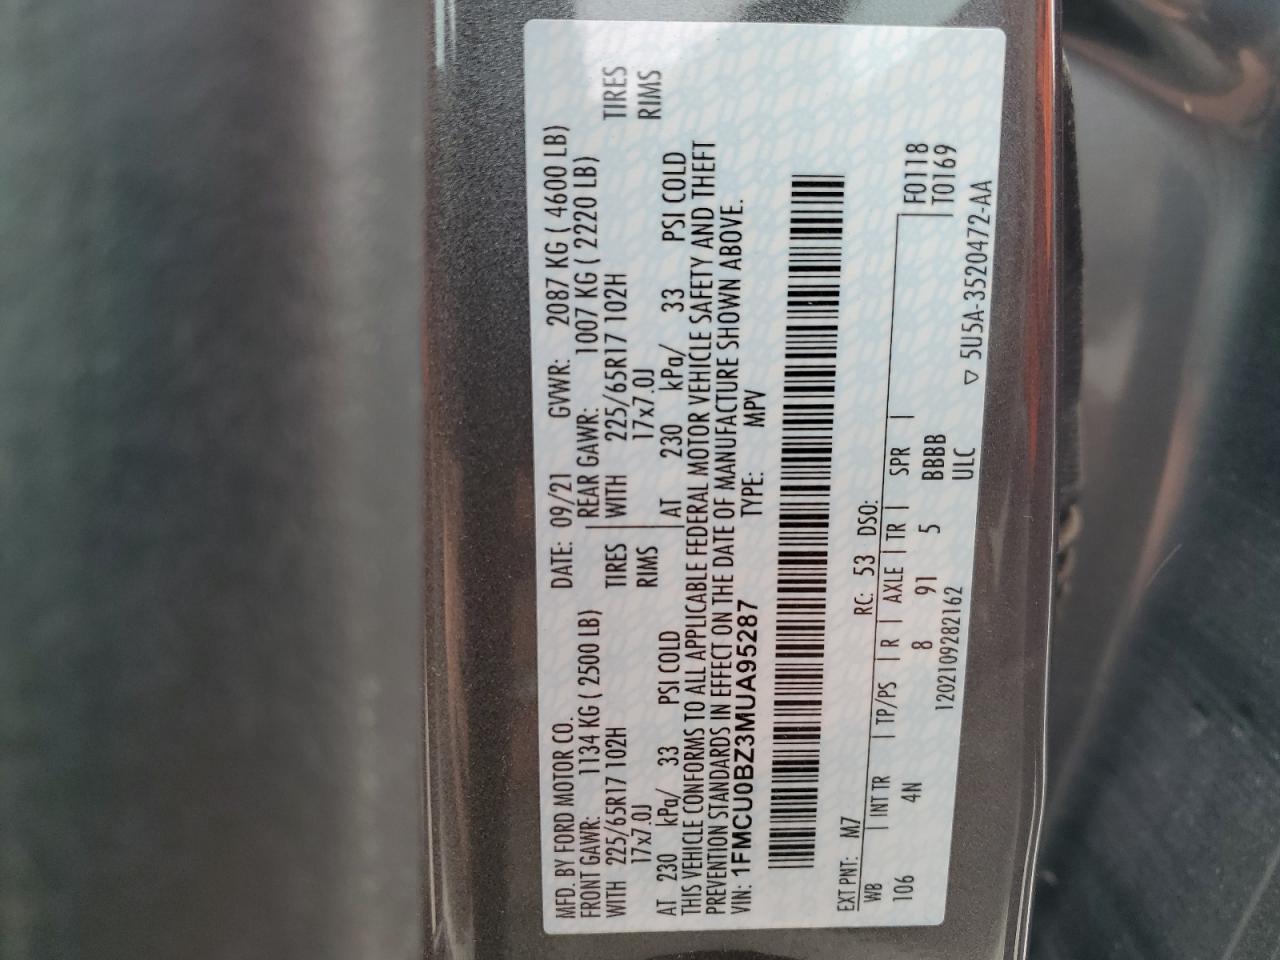 MFD. BY FORD MOTOR CO. DATE: 09/21 GVWR: 2087 KG ( 4600 LB)
FRONT GAWR: 1134 KG ( 2500 LB) REAR GAWR: 1007 KG ( 2220 LB)
WITH 225/65R17 102H TIRES WITH 225/65R17 102H TIRES
17x7.0J RIMS 17x7.0J RIMS
AT 230 kPa/ 33 PSI COLD AT 230 kPa/ 33 PSI COLD
THIS VEHICLE CONFORMS TO ALL APPLICABLE FEDERAL MOTOR VEHICLE SAFETY AND THEFT
PREVENTION STANDARDS IN EFFECT ON THE DATE OF MANUFACTURE SHOWN ABOVE.
VIN: 1FMCU0BZ3MUA95287 TYPE: MPV
EXT PNT: M7 RC: 53 DSO:
WB INT TR TP/PS R AXLE TR SPR F0118
106 4N 8 91 5 BBBB T0169
1202109282162 ULC
▽ 5U5A-3520472-AA